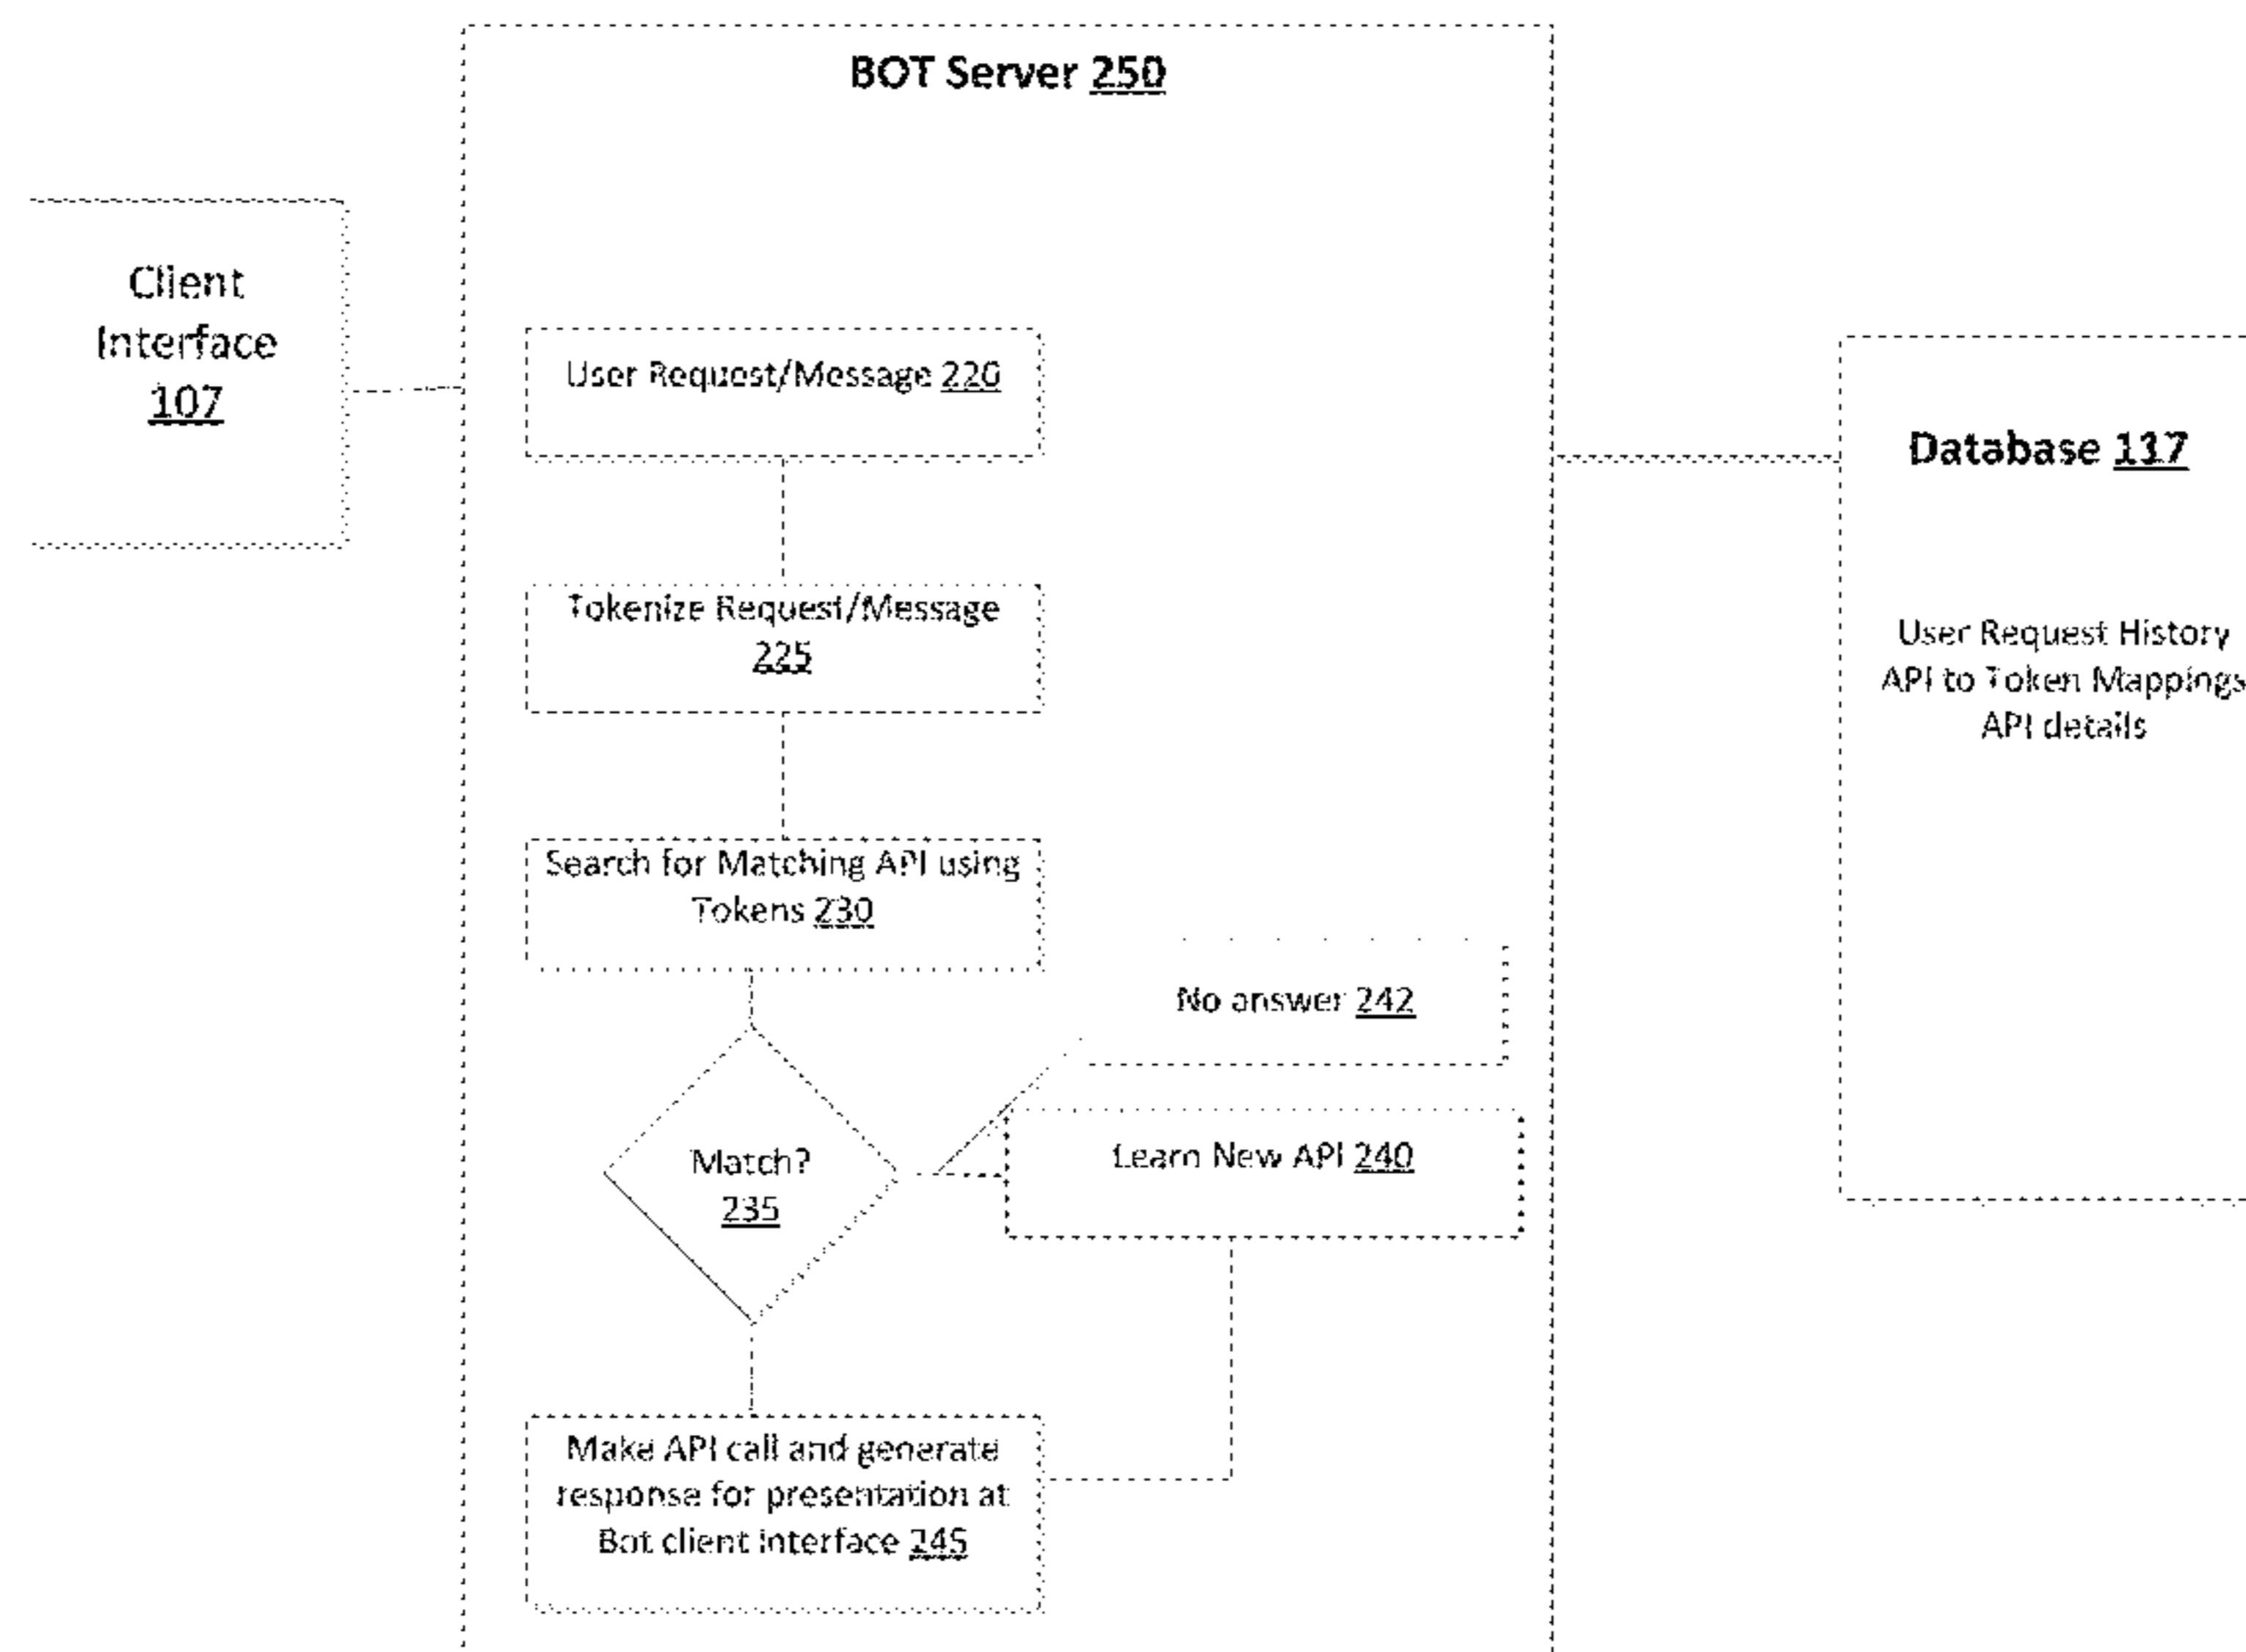 BOT Server 250
Client
Interface
107
User Request/Message 220
Tokenize Request/Message
225
Search for Matching API using
Tokens 230
No answer 242
Match?
235
Learn New API 240
Make API call and generate
response for presentation at
Bot client interface 245
Database 117
User Request History
API to Token Mappings
API details